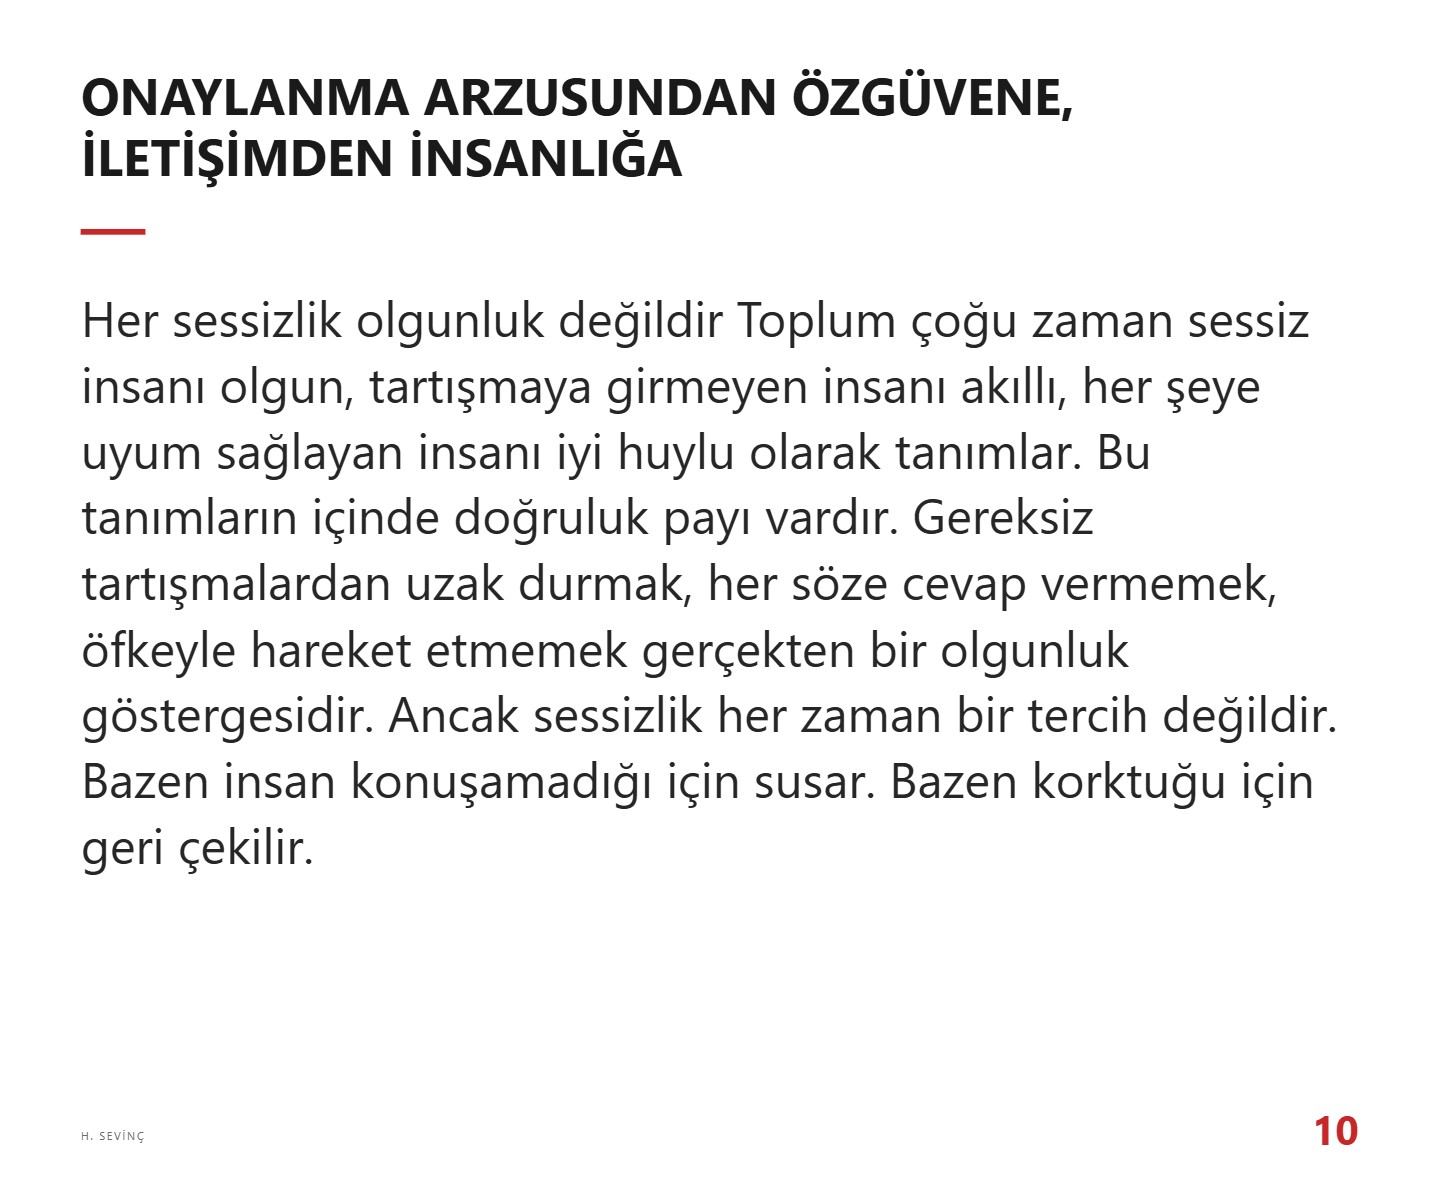 ONAYLANMA ARZUSUNDAN ÖZGÜVENE,
İLETİŞİMDEN İNSANLIĞA
Her sessizlik olgunluk değildir Toplum çoğu zaman sessiz
insanı olgun, tartışmaya girmeyen insanı akıllı, her şeye
uyum sağlayan insanı iyi huylu olarak tanımlar. Bu
tanımların içinde doğruluk payı vardır. Gereksiz
tartışmalardan uzak durmak, her söze cevap vermemek,
öfkeyle hareket etmemek gerçekten bir olgunluk
göstergesidir. Ancak sessizlik her zaman bir tercih değildir.
Bazen insan konuşamadığı için susar. Bazen korktuğu için
geri çekilir.
H. SEVİNÇ
10